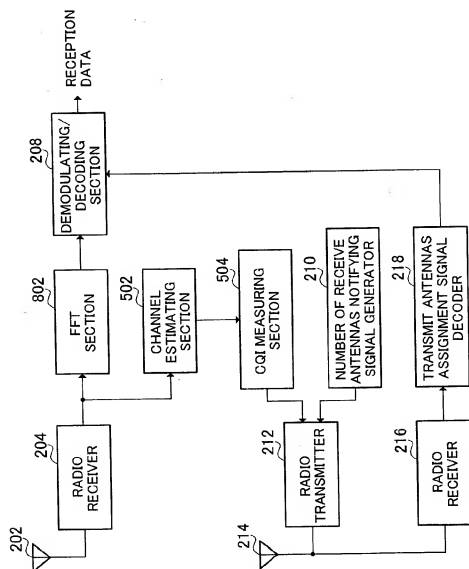 202
204
RADIO
RECEIVER
802
FFT
SECTION
208
DEMODULATING/
DECODING
SECTION
RECEPTION
DATA
502
CHANNEL
ESTIMATING
SECTION
504
CQI MEASURING
SECTION
210
NUMBER OF RECEIVE
ANTENNAS NOTIFYING
SIGNAL GENERATOR
212
RADIO
TRANSMITTER
214
216
RADIO
RECEIVER
218
TRANSMIT ANTENNAS
ASSIGNMENT SIGNAL
DECODER